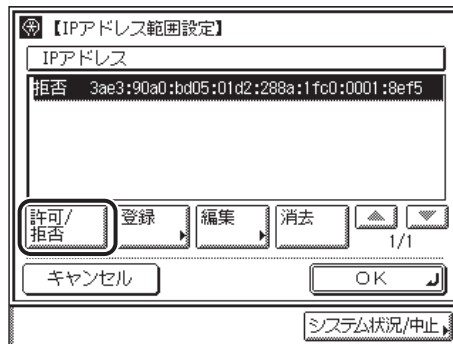 【IPアドレス範囲設定】
IPアドレス
拒否 3ae3:90a0:bd05:01d2:288a:1fc0:0001:8ef5
許可/
拒否
登録
編集
消去
1/1
キャンセル
OK
システム状況/中止